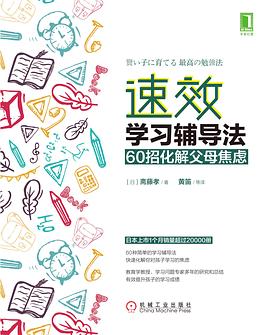 賢い子に育てる 最高の勉強法
速效
学习辅导法
60招化解父母焦虑
[日] 斋藤孝/著 黄笛/译
日本上市1个月销量超过20000册
60种简单的学习辅导法
快速化解你对孩子学习的焦虑
教育学教授、学习问题专家多年的研究和总结
有效提升孩子的学习成绩
机械工业出版社
CHINA MACHINE PRESS